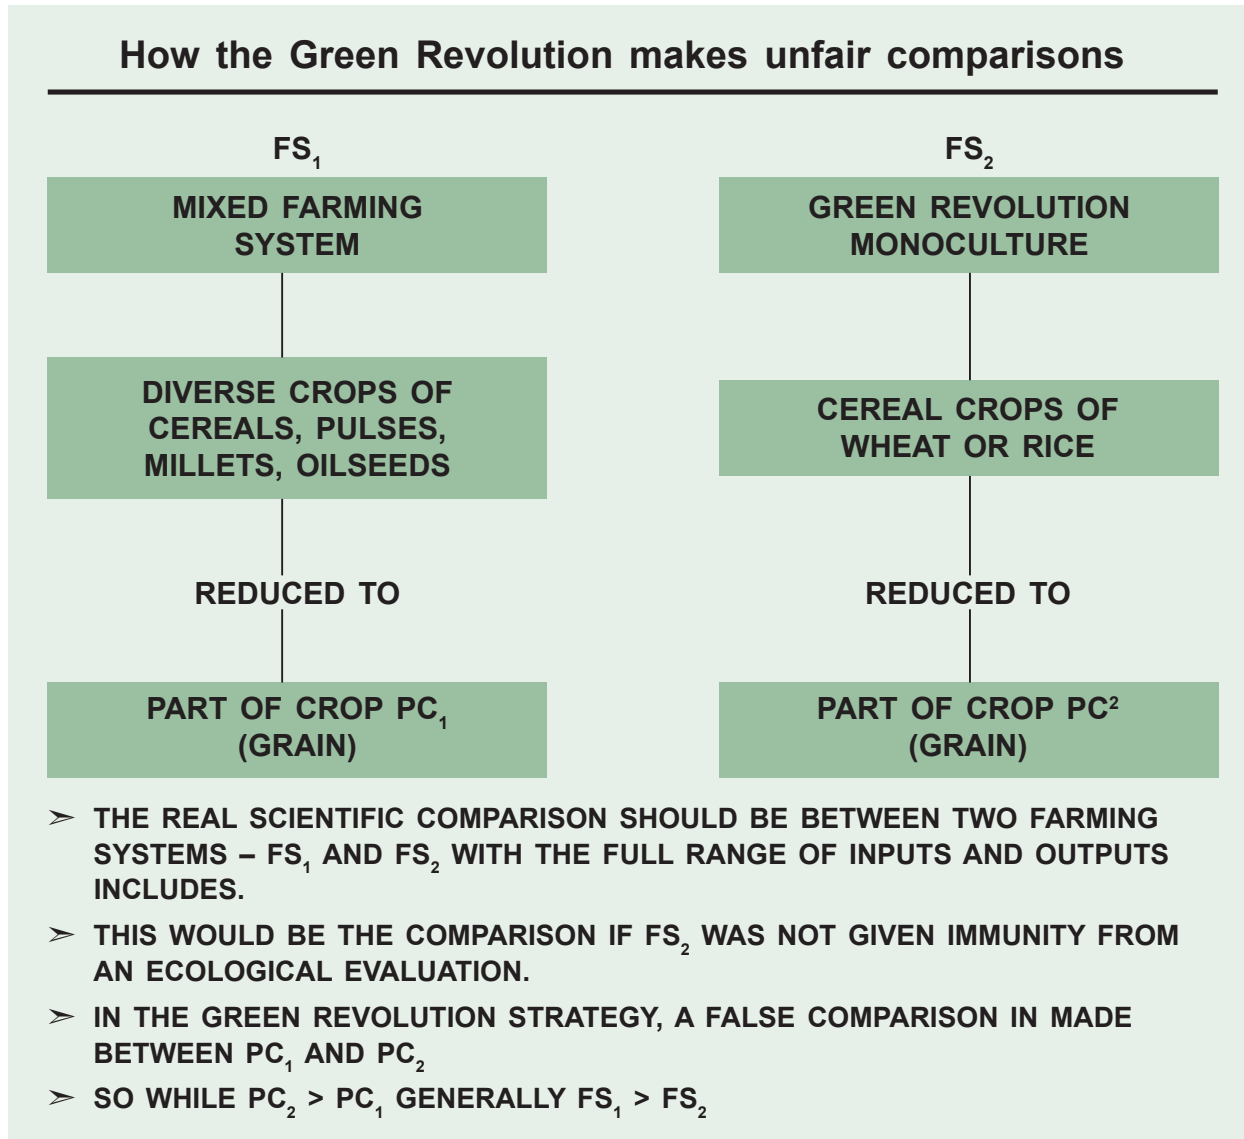 How the Green Revolution makes unfair comparisons
FS₁
MIXED FARMING
SYSTEM
DIVERSE CROPS OF
CEREALS, PULSES,
MILLETS, OILSEEDS
REDUCED TO
PART OF CROP PC₁
(GRAIN)
FS₂
GREEN REVOLUTION
MONOCULTURE
CEREAL CROPS OF
WHEAT OR RICE
REDUCED TO
PART OF CROP PC²
(GRAIN)
➣ THE REAL SCIENTIFIC COMPARISON SHOULD BE BETWEEN TWO FARMING
SYSTEMS – FS₁ AND FS₂ WITH THE FULL RANGE OF INPUTS AND OUTPUTS
INCLUDES.
➣ THIS WOULD BE THE COMPARISON IF FS₂ WAS NOT GIVEN IMMUNITY FROM
AN ECOLOGICAL EVALUATION.
➣ IN THE GREEN REVOLUTION STRATEGY, A FALSE COMPARISON IN MADE
BETWEEN PC₁ AND PC₂
➣ SO WHILE PC₂ > PC₁ GENERALLY FS₁ > FS₂